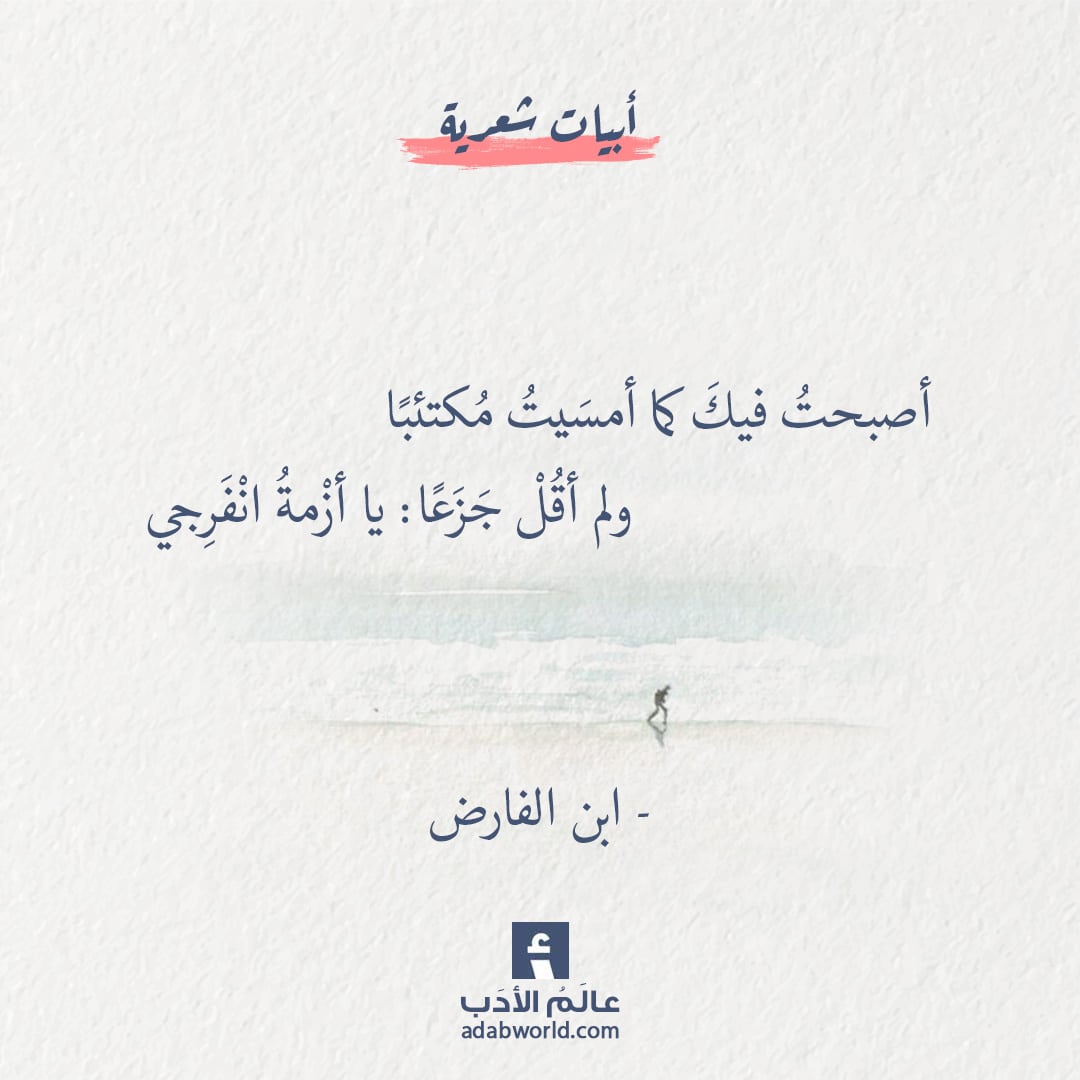 أبيات شعرية
أصبحتُ فيكَ كما أمسَيتُ مُكتئبًا
ولم أقُلْ جَزَعًا: يا أزْمةُ انْفَرِجي
- ابن الفارض
أ
عالَمُ الأدَب
adabworld.com